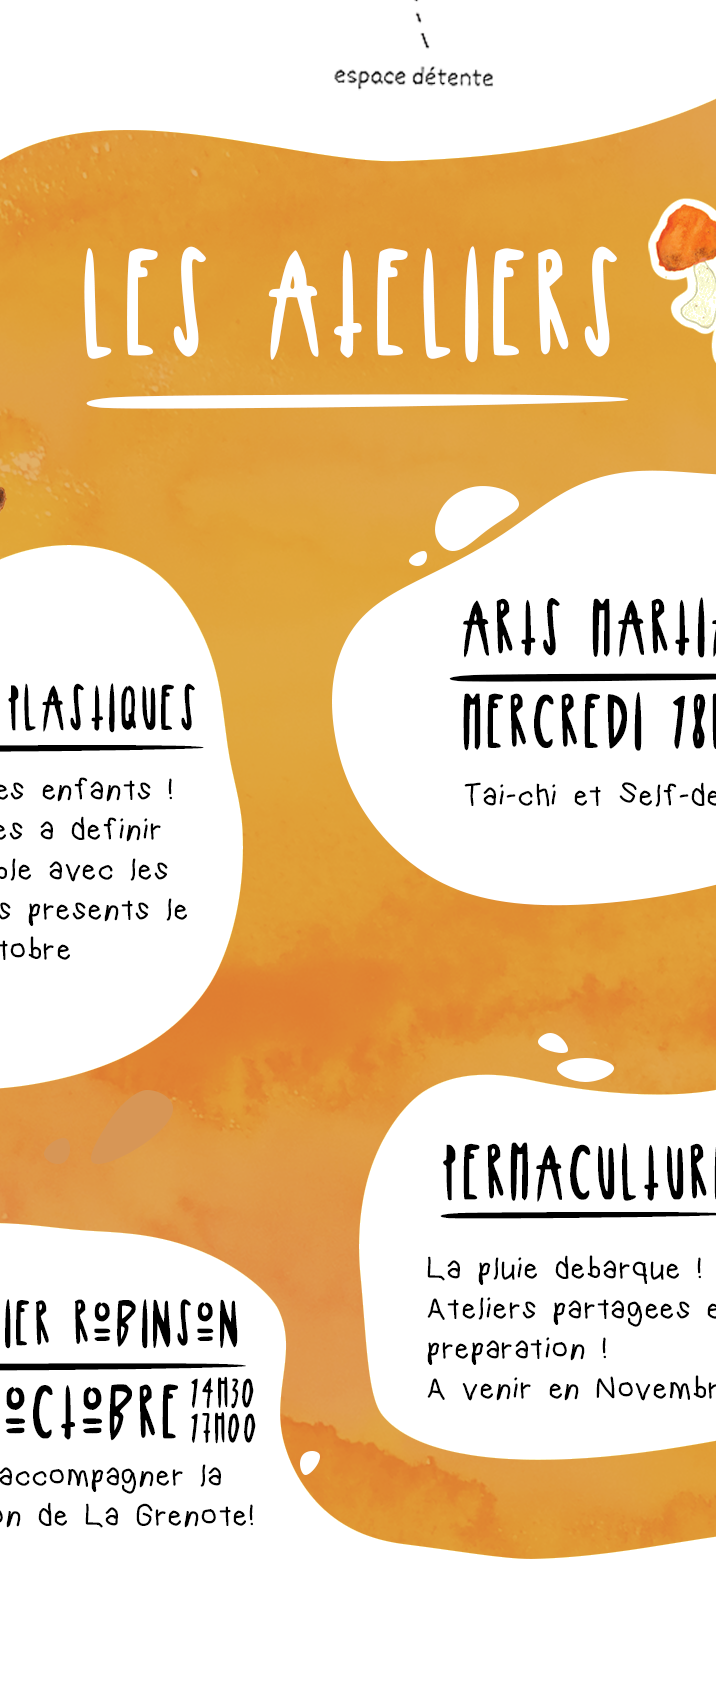 espace détente
LES ATELIERS
PLASTIQUES
es enfants !
es a definir
ble avec les
s presents le
tobre
ARTS MARTI
MERCREDI 18
Tai-chi et Self-de
PERMACULTUR
La pluie debarque !
Ateliers partagees e
preparation !
A venir en Novembr
IER ROBINSON
OCTOBRE 14H30
17H00
accompagner la
on de La Grenote!